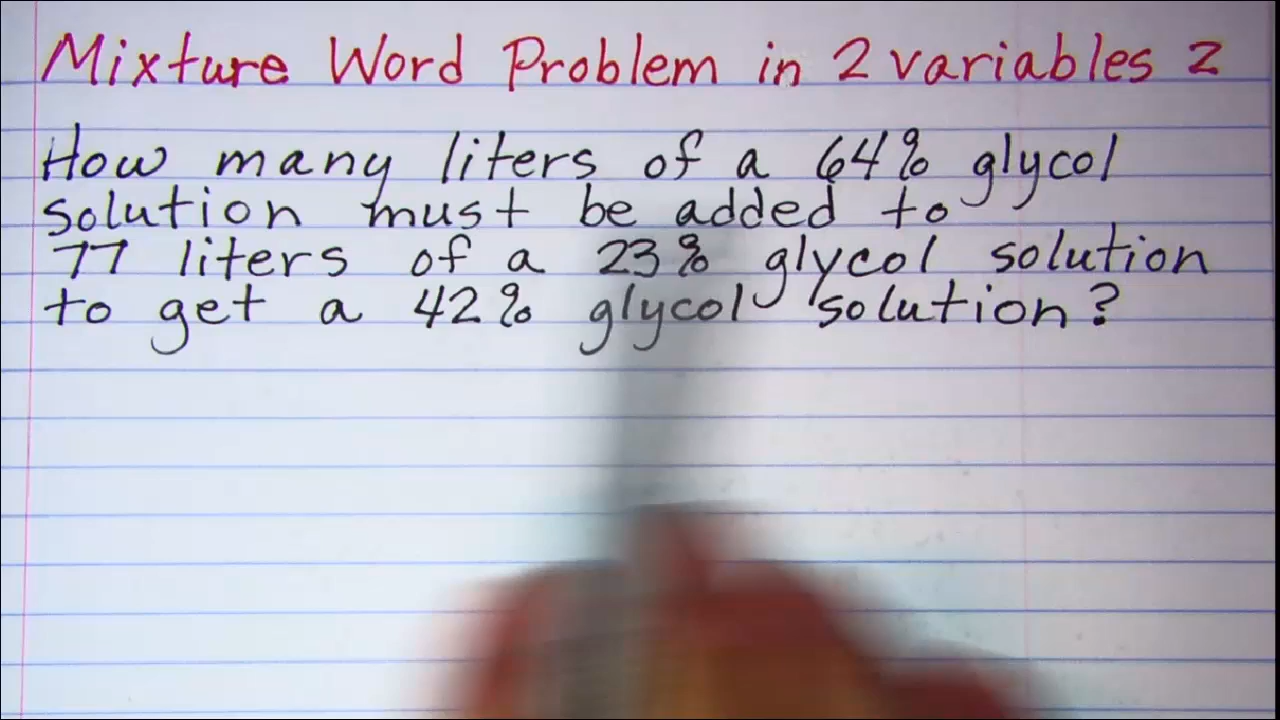 Mixture Word Problem in 2 variables 2
How many liters of a 64% glycol
solution must be added to
77 liters of a 23% glycol solution
to get a 42% glycol solution?